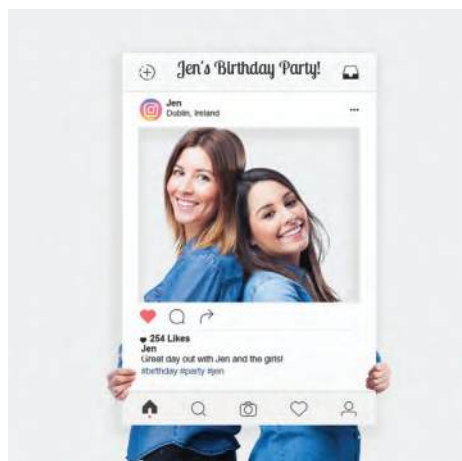 Jen's Birthday Party!
Jen
Dublin, Ireland
254 Likes
Jen
Great day out with Jen and the girls!
#birthday #party #jen